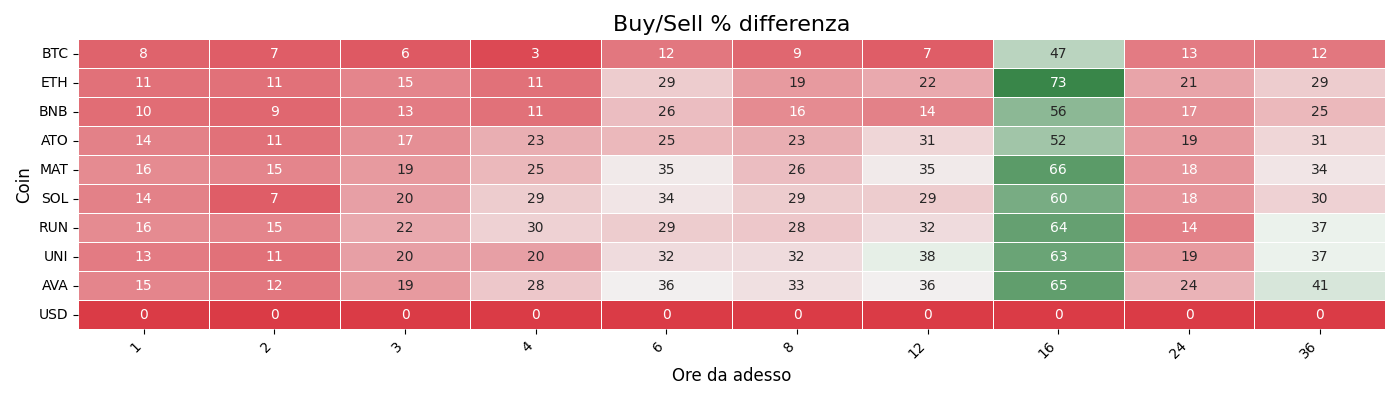 Buy/Sell % differenza
Coin
BTC 8 7 6 3 12 9 7 47 13 12
ETH 11 11 15 11 29 19 22 73 21 29
BNB 10 9 13 11 26 16 14 56 17 25
ATO 14 11 17 23 25 23 31 52 19 31
MAT 16 15 19 25 35 26 35 66 18 34
SOL 14 7 20 29 34 29 29 60 18 30
RUN 16 15 22 30 29 28 32 64 14 37
UNI 13 11 20 20 32 32 38 63 19 37
AVA 15 12 19 28 36 33 36 65 24 41
USD 0 0 0 0 0 0 0 0 0 0
1 2 3 4 6 8 12 16 24 36
Ore da adesso